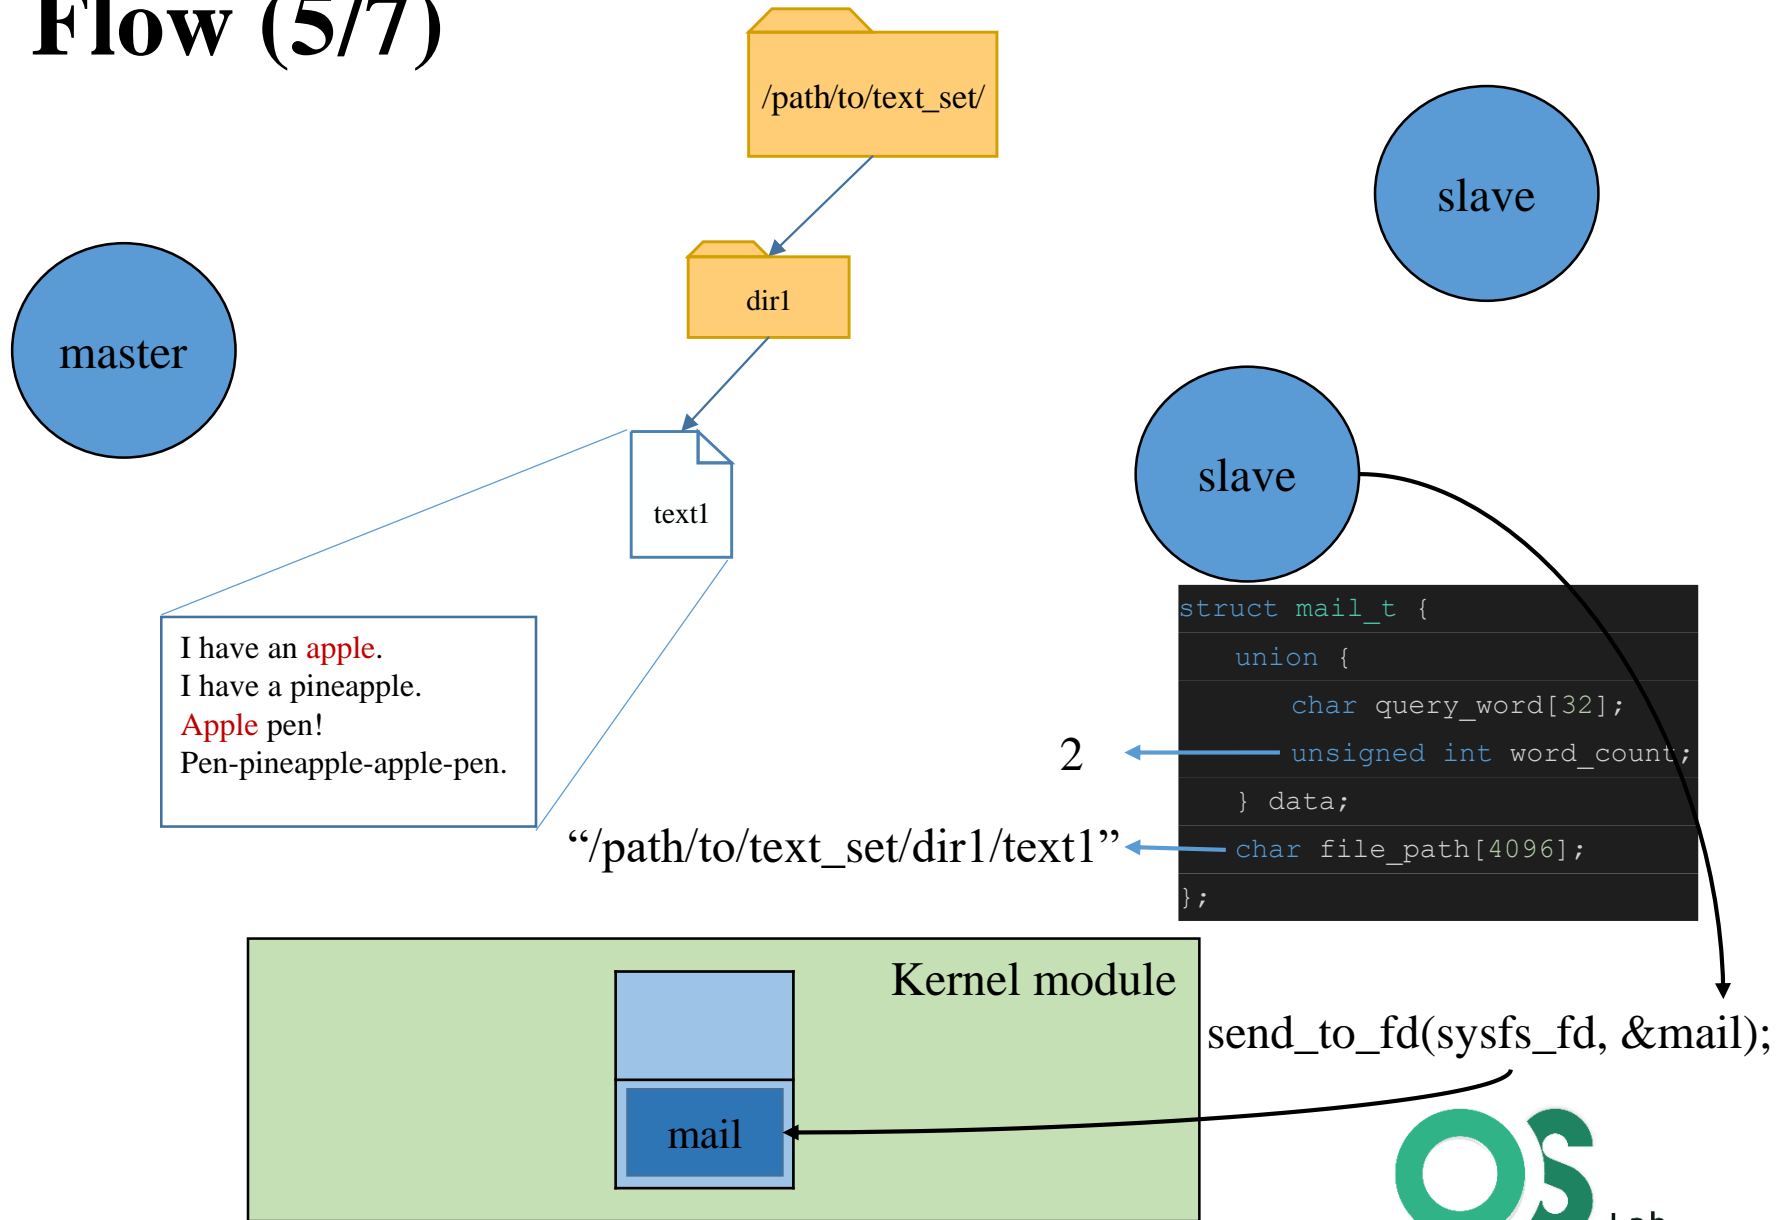 Flow (5/7)
/path/to/text_set/
slave
dir1
master
slave
text1
I have an apple.
I have a pineapple.
Apple pen!
Pen-pineapple-apple-pen.
struct mail_t {
union {
char query_word[32];
2
unsigned int word_count;
} data;
"/path/to/text_set/dir1/text1"
char file_path[4096];
};
Kernel module
send_to_fd(sysfs_fd, &mail);
mail
OS
Lab